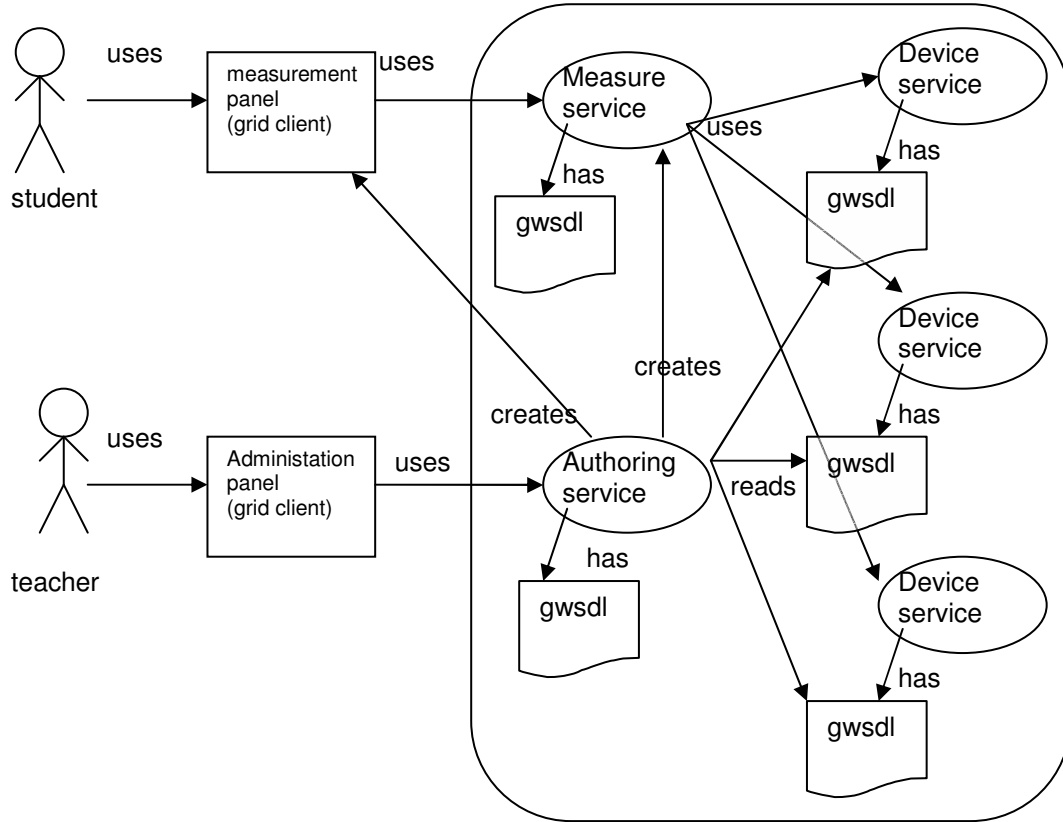 uses
measurement
panel
(grid client)
uses
Measure
service
Device
service
uses
has
has
student
gwsdl
gwsdl
Device
service
creates
creates
has
uses
Administation
panel
(grid client)
uses
Authoring
service
gwsdl
reads
has
teacher
gwsdl
Device
service
has
gwsdl